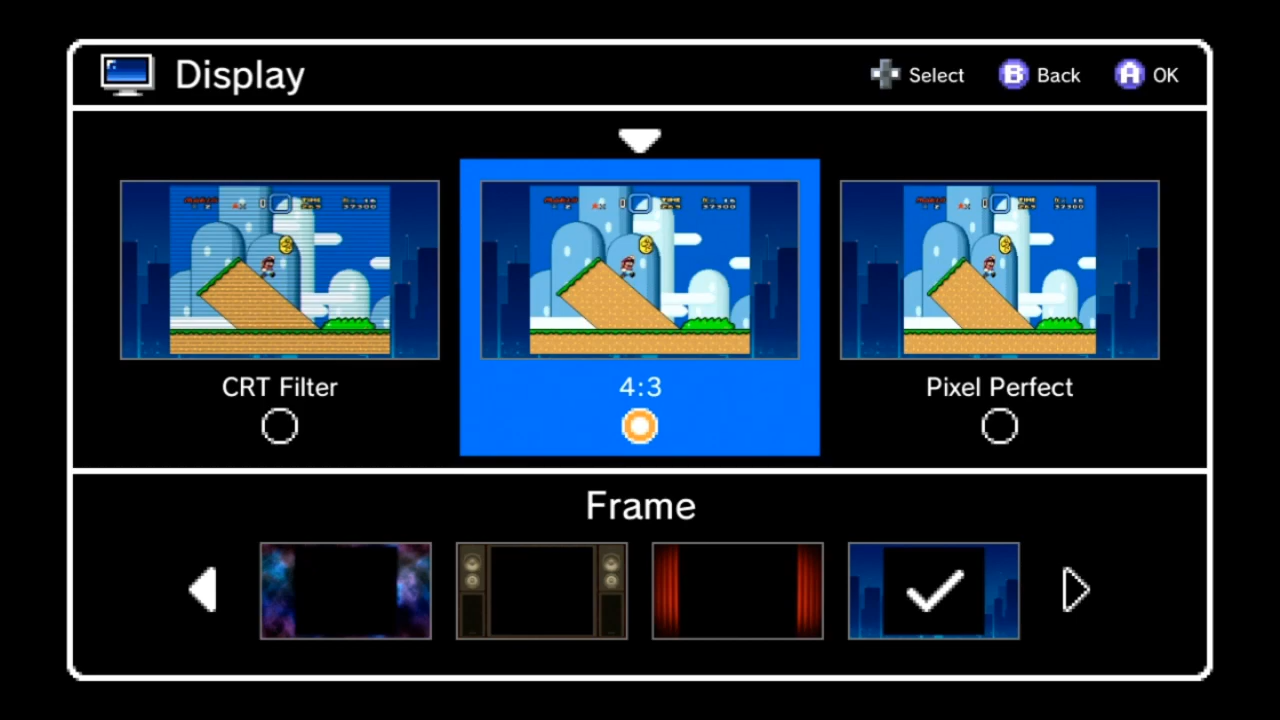 Display
Select
B Back
A OK
CRT Filter
4:3
Pixel Perfect
Frame